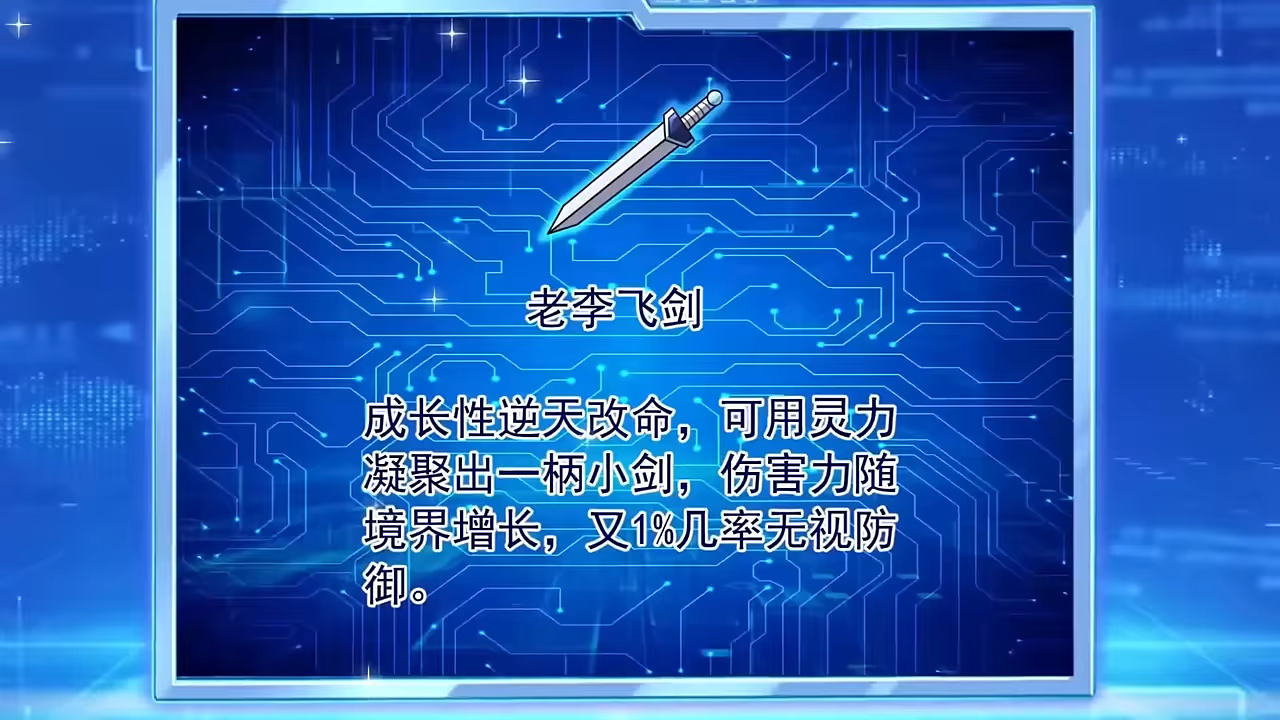 老李飞剑
成长性逆天改命，可用灵力
凝聚出一柄小剑，伤害力随
境界增长，又1%几率无视防
御。